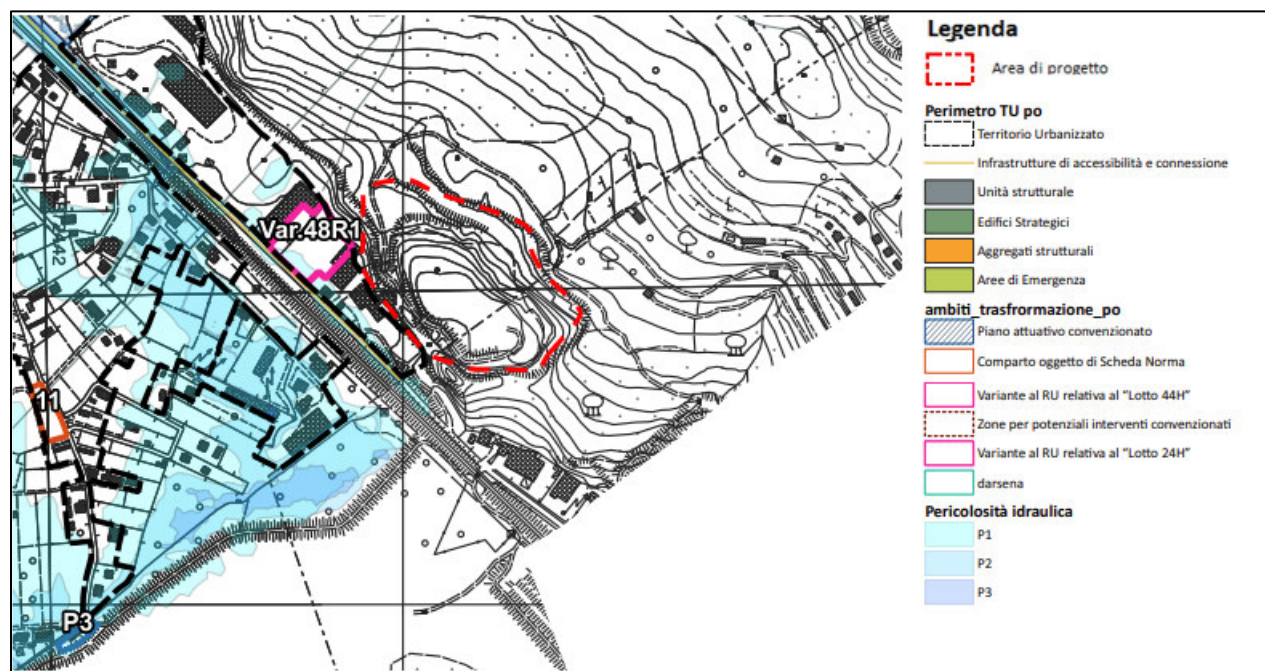 Legenda
Area di progetto
Perimetro TU po
Territorio Urbanizzato
Infrastrutture di accessibilità e connessione
Unità strutturale
Edifici Strategici
Aggregati strutturali
Aree di Emergenza
ambiti_trasfrormazione_po
Piano attuativo convenzionato
Comparto oggetto di Scheda Norma
Variante al RU relativa al “Lotto 44H”
Zone per potenziali interventi convenzionati
Variante al RU relativa al “Lotto 24H”
darsena
Pericolosità idraulica
P1
P2
P3
Var.48R1
11
P3